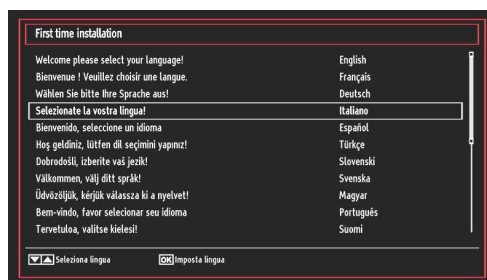 First time installation
Welcome please select your language! English
Bienvenue ! Veuillez choisir une langue. Français
Wählen Sie bitte Ihre Sprache aus! Deutsch
Selezionate la vostra lingua! Italiano
Bienvenido, seleccione un idioma Español
Hoş geldiniz, lütfen dil seçimini yapınız! Türkçe
Dobrodošli, izberite vaš jezik! Slovenski
Välkommen, välj ditt språk! Svenska
Üdvözöljük, kérjük válassza ki a nyelvet! Magyar
Bem-vindo, favor selecionar seu idioma Português
Tervetuloa, valitse kielesi! Suomi
Seleziona lingua OK Imposta lingua